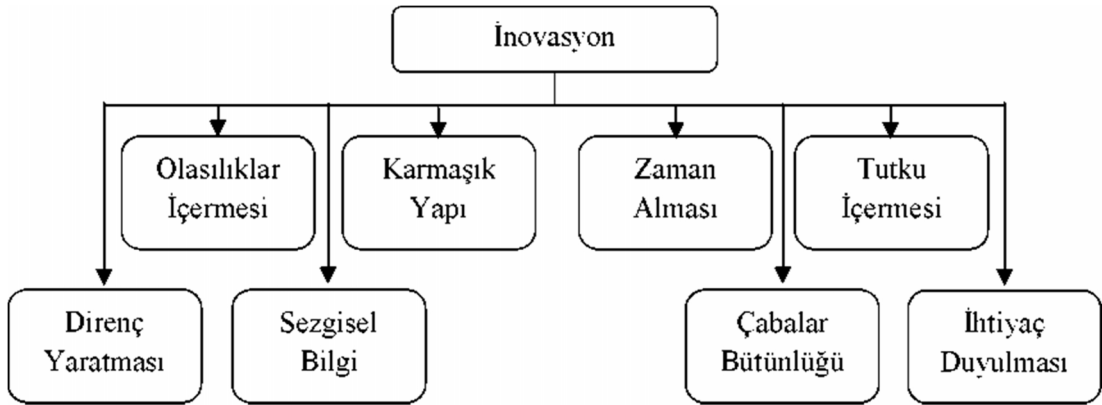 İnovasyon
Olasılıklar
İçermesi
Karmaşık
Yapı
Zaman
Alması
Tutku
İçermesi
Direnç
Yaratması
Sezgisel
Bilgi
Çabalar
Bütünlüğü
İhtiyaç
Duyulması